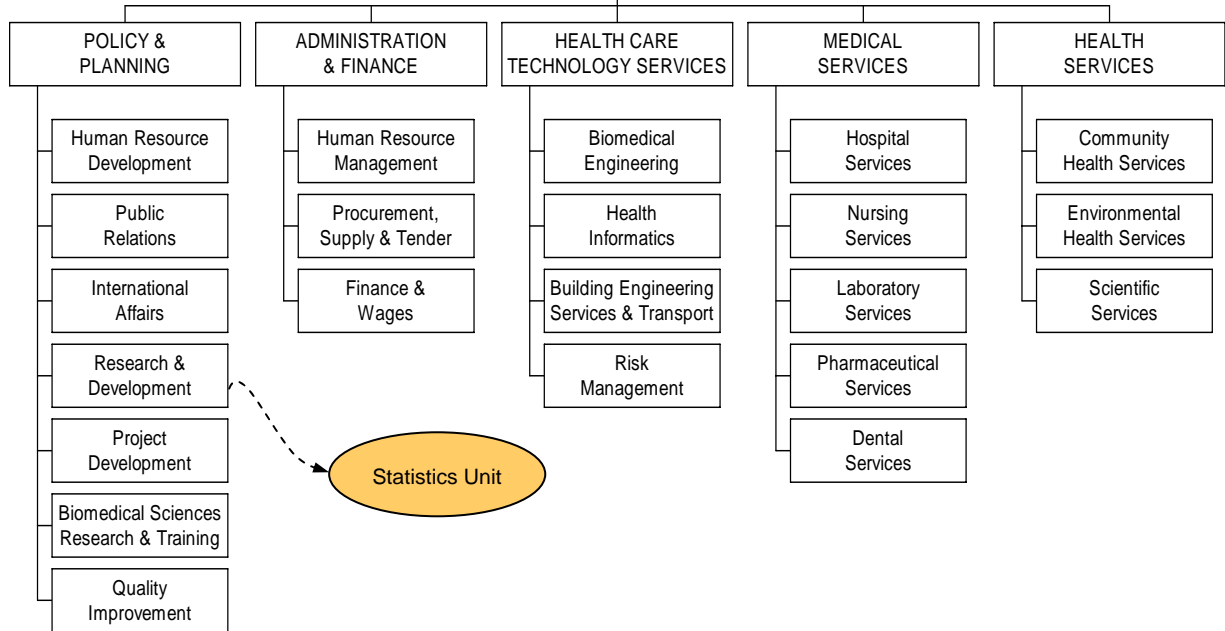 POLICY &
PLANNING
Human Resource
Development
Public
Relations
International
Affairs
Research &
Development
Project
Development
Biomedical Sciences
Research & Training
Quality
Improvement
ADMINISTRATION
& FINANCE
Human Resource
Management
Procurement,
Supply & Tender
Finance &
Wages
Statistics Unit
HEALTH CARE
TECHNOLOGY SERVICES
Biomedical
Engineering
Health
Informatics
Building Engineering
Services & Transport
Risk
Management
MEDICAL
SERVICES
Hospital
Services
Nursing
Services
Laboratory
Services
Pharmaceutical
Services
Dental
Services
HEALTH
SERVICES
Community
Health Services
Environmental
Health Services
Scientific
Services